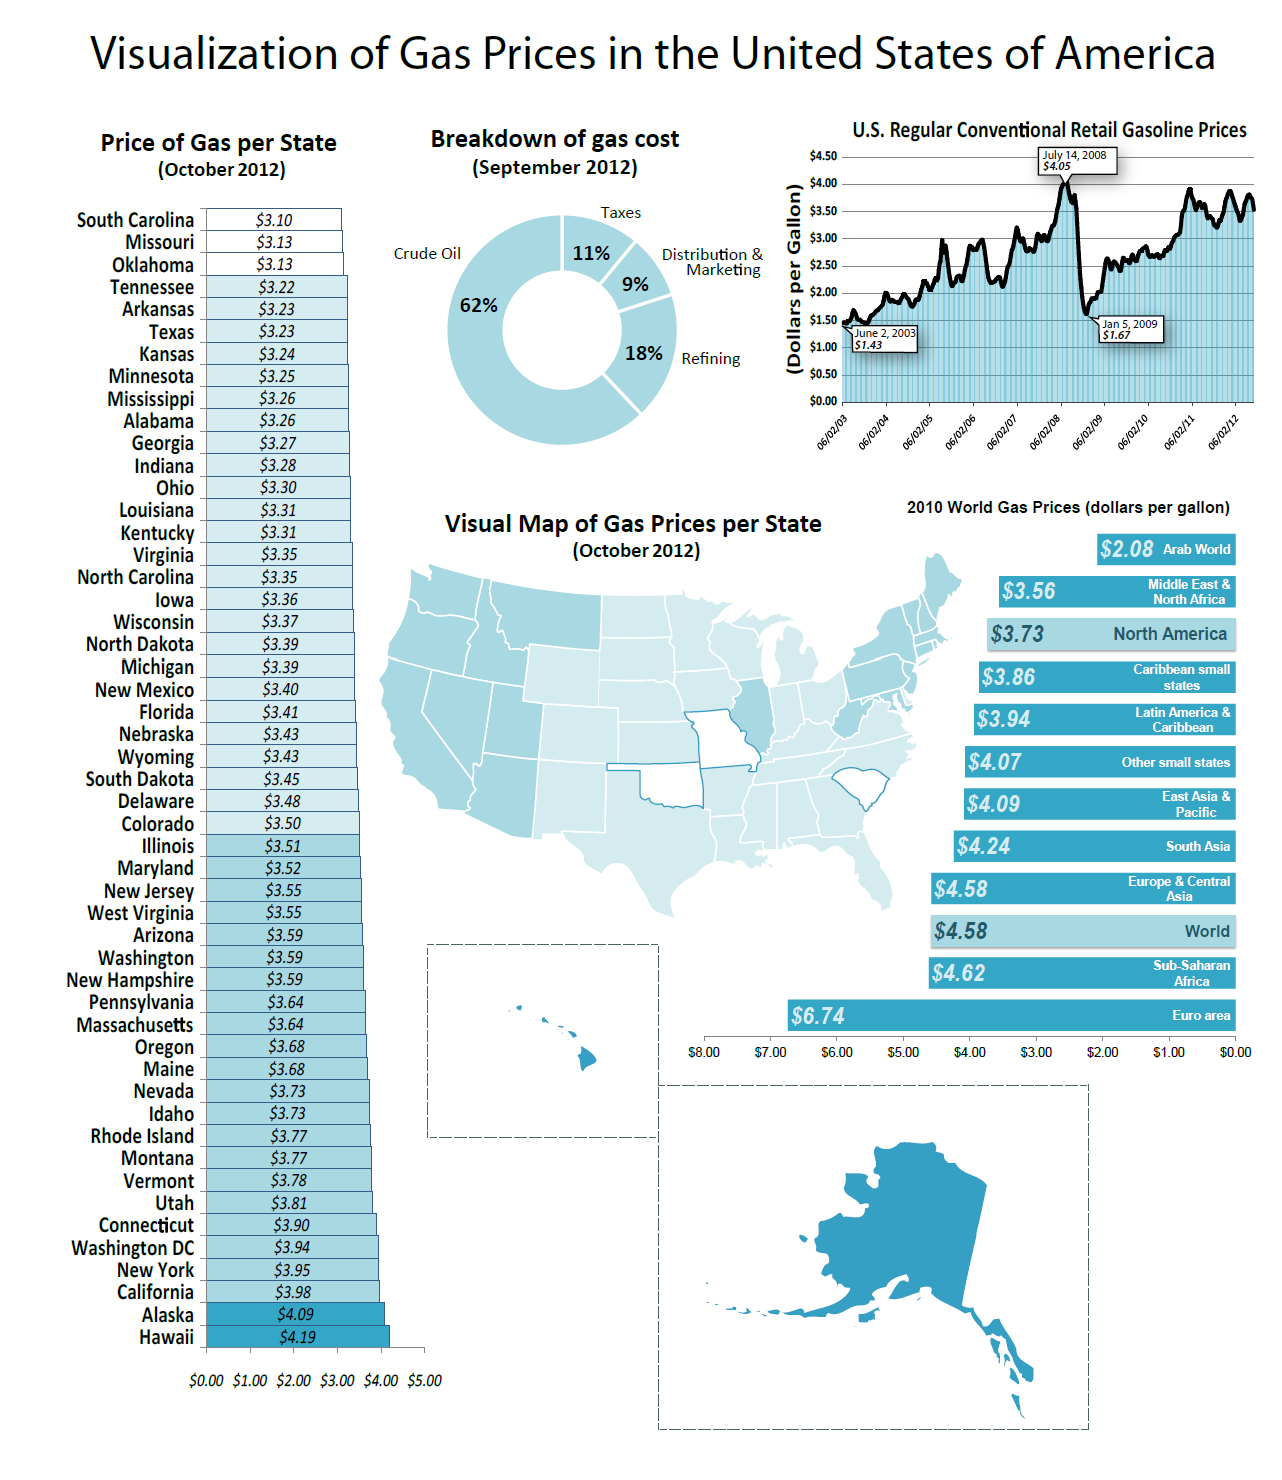 Visualization of Gas Prices in the United States of America
Price of Gas per State
(October 2012)
South Carolina $3.10
Missouri $3.13
Oklahoma $3.13
Tennessee $3.22
Arkansas $3.23
Texas $3.23
Kansas $3.24
Minnesota $3.25
Mississippi $3.26
Alabama $3.26
Georgia $3.27
Indiana $3.28
Ohio $3.30
Louisiana $3.31
Kentucky $3.31
Virginia $3.35
North Carolina $3.35
Iowa $3.36
Wisconsin $3.37
North Dakota $3.39
Michigan $3.39
New Mexico $3.40
Florida $3.41
Nebraska $3.43
Wyoming $3.43
South Dakota $3.45
Delaware $3.48
Colorado $3.50
Illinois $3.51
Maryland $3.52
New Jersey $3.55
West Virginia $3.55
Arizona $3.59
Washington $3.59
New Hampshire $3.59
Pennsylvania $3.64
Massachusetts $3.64
Oregon $3.68
Maine $3.68
Nevada $3.73
Idaho $3.73
Rhode Island $3.77
Montana $3.77
Vermont $3.78
Utah $3.81
Connecticut $3.90
Washington DC $3.94
New York $3.95
California $3.98
Alaska $4.09
Hawaii $4.19
$0.00 $1.00 $2.00 $3.00 $4.00 $5.00
Breakdown of gas cost
(September 2012)
Taxes
11%
Distribution &
Marketing
9%
Crude Oil
62%
18%
Refining
U.S. Regular Conventional Retail Gasoline Prices
(Dollars per Gallon)
$4.50
$4.00
$3.50
$3.00
$2.50
$2.00
$1.50
$1.00
$0.50
$0.00
July 14, 2008
$4.05
June 2, 2003
$1.43
Jan 5, 2009
$1.67
06/02/03 06/02/04 06/02/05 06/02/06 06/02/07 06/02/08 06/02/09 06/02/10 06/02/11 06/02/12
Visual Map of Gas Prices per State
(October 2012)
2010 World Gas Prices (dollars per gallon)
$2.08 Arab World
$3.56 Middle East &
North Africa
$3.73 North America
$3.86 Caribbean small
states
$3.94 Latin America &
Caribbean
$4.07 Other small states
$4.09 East Asia &
Pacific
$4.24 South Asia
$4.58 Europe & Central
Asia
$4.58 World
$4.62 Sub-Saharan
Africa
$6.74 Euro area
$8.00 $7.00 $6.00 $5.00 $4.00 $3.00 $2.00 $1.00 $0.00